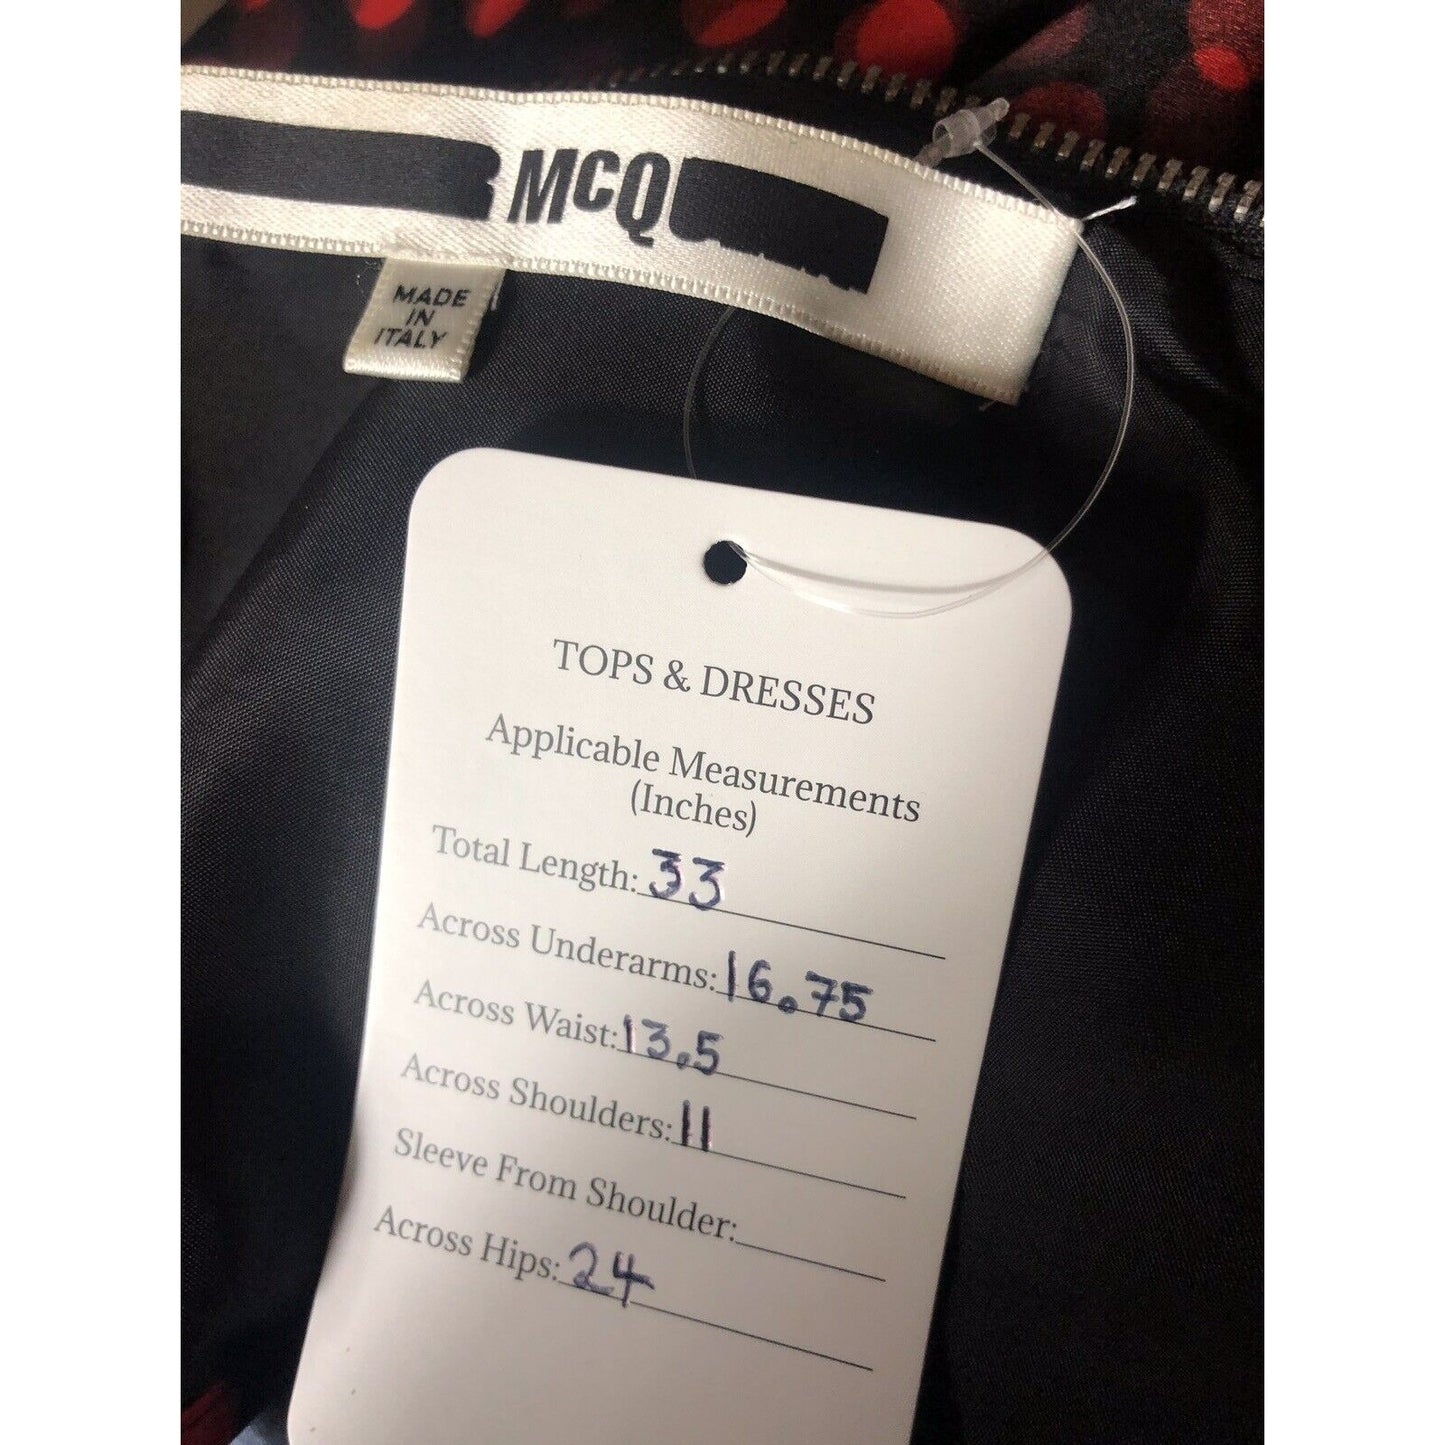 McQ
MADE
IN
ITALY
TOPS & DRESSES
Applicable Measurements
(Inches)
Total Length: 33
Across Underarms: 16.75
Across Waist: 13.5
Across Shoulders: 11
Sleeve From Shoulder:
Across Hips: 24